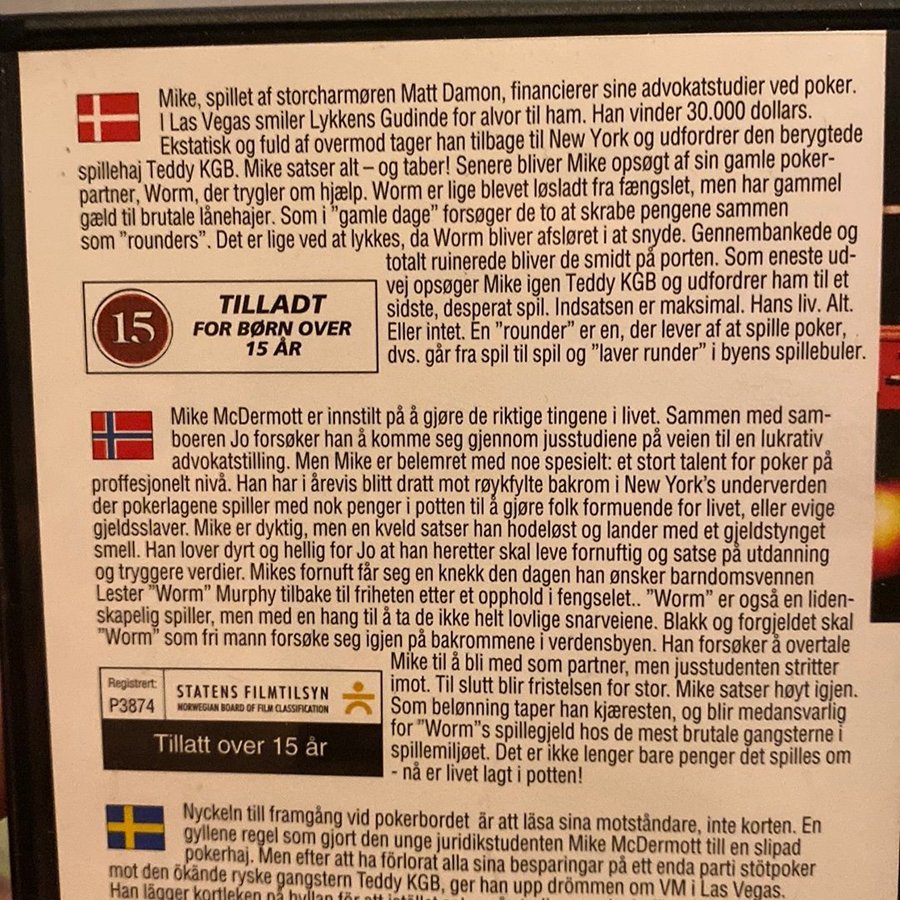 Mike, spillet af storcharmøren Matt Damon, financierer sine advokatstudier ved poker.
I Las Vegas smiler Lykkens Gudinde for alvor til ham. Han vinder 30.000 dollars.
Ekstatisk og fuld af overmod tager han tilbage til New York og udfordrer den berygtede
spillehaj Teddy KGB. Mike satser alt – og taber! Senere bliver Mike opsøgt af sin gamle poker-
partner, Worm, der trygler om hjælp. Worm er lige blevet løsladt fra fængslet, men har gammel
gæld til brutale lånehajer. Som i "gamle dage" forsøger de to at skrabe pengene sammen
som "rounders". Det er lige ved at lykkes, da Worm bliver afsløret i at snyde. Gennembankede og
totalt ruinerede bliver de smidt på porten. Som eneste ud-
vej opsøger Mike igen Teddy KGB og udfordrer ham til et
sidste, desperat spil. Indsatsen er maksimal. Hans liv. Alt.
Eller intet. En "rounder" er en, der lever af at spille poker,
dvs. går fra spil til spil og "laver runder" i byens spillebuler.
15
TILLADT
FOR BØRN OVER
15 ÅR
Mike McDermott er innstilt på å gjøre de riktige tingene i livet. Sammen med sam-
boeren Jo forsøker han å komme seg gjennom jusstudiene på veien til en lukrativ
advokatstilling. Men Mike er belemret med noe spesielt: et stort talent for poker på
proffesjonelt nivå. Han har i årevis blitt dratt mot røykfylte bakrom i New York's underverden
der pokerlagene spiller med nok penger i potten til å gjøre folk formuende for livet, eller evige
gjeldsslaver. Mike er dyktig, men en kveld satser han hodeløst og lander med et gjeldstynget
smell. Han lover dyrt og hellig for Jo at han heretter skal leve fornuftig og satse på utdanning
og tryggere verdier. Mikes fornuft får seg en knekk den dagen han ønsker barndomsvennen
Lester "Worm" Murphy tilbake til friheten etter et opphold i fengselet.. "Worm" er også en liden-
skapelig spiller, men med en hang til å ta de ikke helt lovlige snarveiene. Blakk og forgjeldet skal
"Worm" som fri mann forsøke seg igjen på bakrommene i verdensbyen. Han forsøker å overtale
Mike til å bli med som partner, men jusstudenten stritter
imot. Til slutt blir fristelsen for stor. Mike satser høyt igjen.
Som belønning taper han kjæresten, og blir medansvarlig
for "Worm"s spillegjeld hos de mest brutale gangsterne i
spillemiljøet. Det er ikke lenger bare penger det spilles om
- nå er livet lagt i potten!
Registrert:
P3874
STATENS FILMTILSYN
NORWEGIAN BOARD OF FILM CLASSIFICATION
Tillatt over 15 år
Nyckeln till framgång vid pokerbordet är att läsa sina motståndare, inte korten. En
gyllene regel som gjort den unge juridikstudenten Mike McDermott till en slipad
pokerhaj. Men efter att ha förlorat alla sina besparingar på ett enda parti stötpoker
mot den ökände ryske gangstern Teddy KGB, ger han upp drömmen om VM i Las Vegas.
Han lägger kortleken på hyllan för att